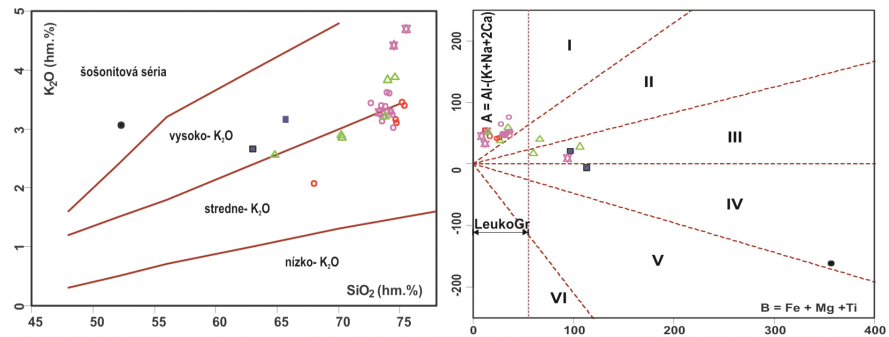 5
4
3
2
1
0
K2O (hm.%)
šošonitová séria
vysoko- K2O
stredne- K2O
nízko- K2O
SiO2 (hm.%)
45 50 55 60 65 70 75
200
100
0
-100
-200
A = Al-(K+Na+2Ca)
I
II
III
IV
V
VI
LeukoGr
B = Fe + Mg +Ti
0 100 200 300 400